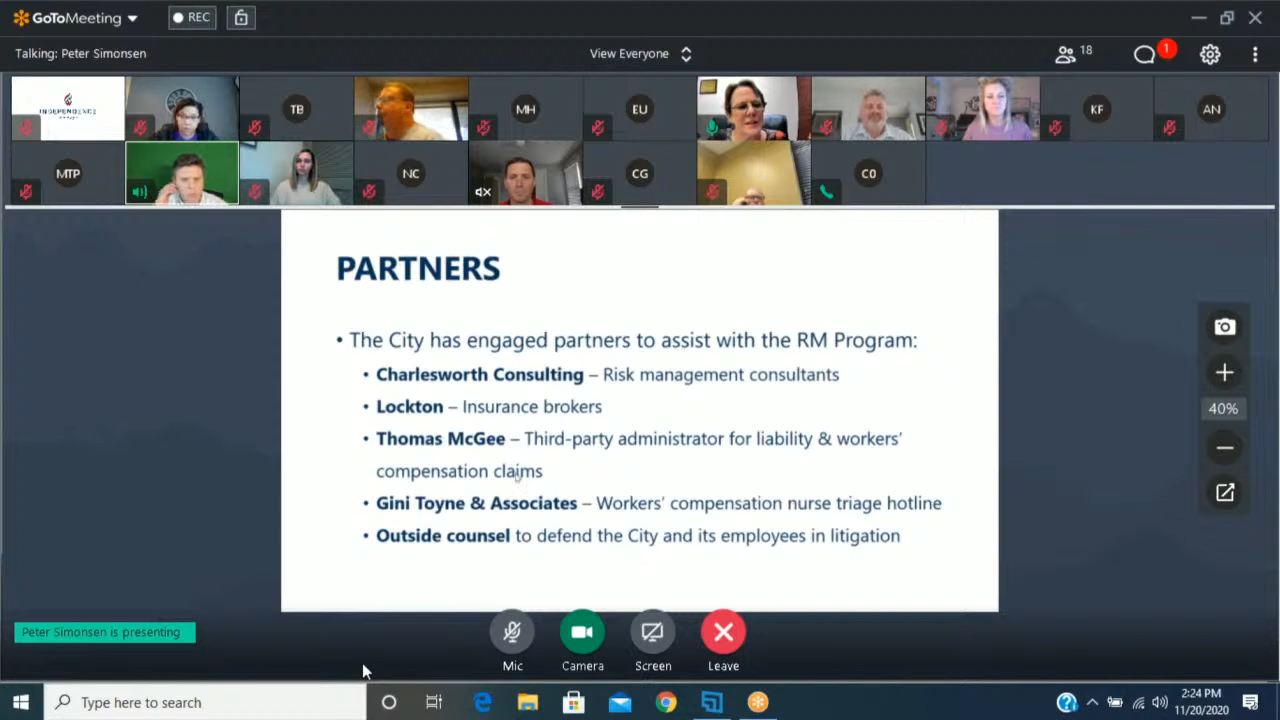 GoToMeeting
REC
Talking: Peter Simonsen
View Everyone
18
1
INDEPENDENCE
TB
MH
EU
KF
AN
MTP
NC
CG
C0
PARTNERS
• The City has engaged partners to assist with the RM Program:
• Charlesworth Consulting – Risk management consultants
• Lockton – Insurance brokers
• Thomas McGee – Third-party administrator for liability & workers'
compensation claims
• Gini Toyne & Associates – Workers' compensation nurse triage hotline
• Outside counsel to defend the City and its employees in litigation
40%
Peter Simonsen is presenting
Mic
Camera
Screen
Leave
Type here to search
2:24 PM
11/20/2020